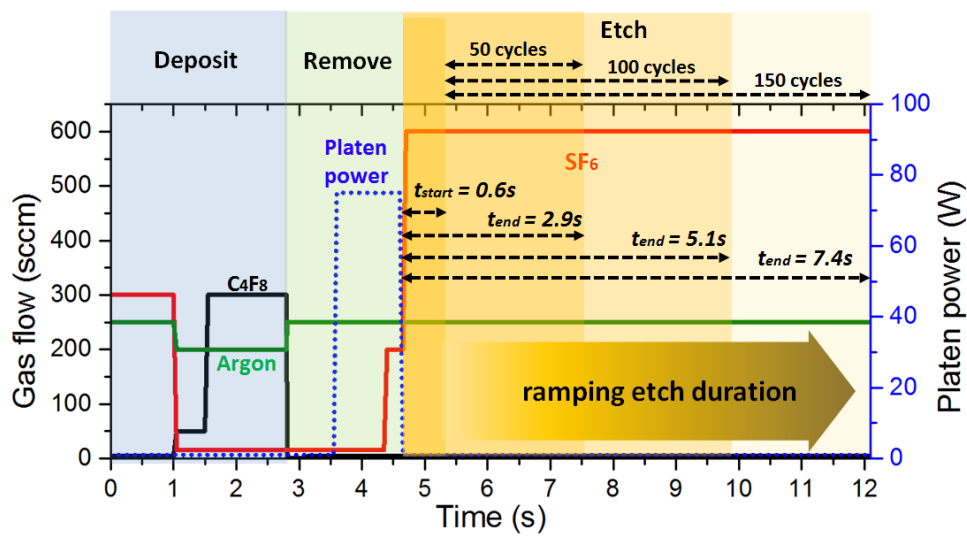 Deposit
Remove
Etch
50 cycles
100 cycles
150 cycles
Gas flow (sccm)
600
500
400
300
200
100
0
Platen
power
SF6
tstart = 0.6s
tend = 2.9s
tend = 5.1s
tend = 7.4s
C4F8
Argon
ramping etch duration
100
80
60
40
20
0
Platen power (W)
0 1 2 3 4 5 6 7 8 9 10 11 12
Time (s)